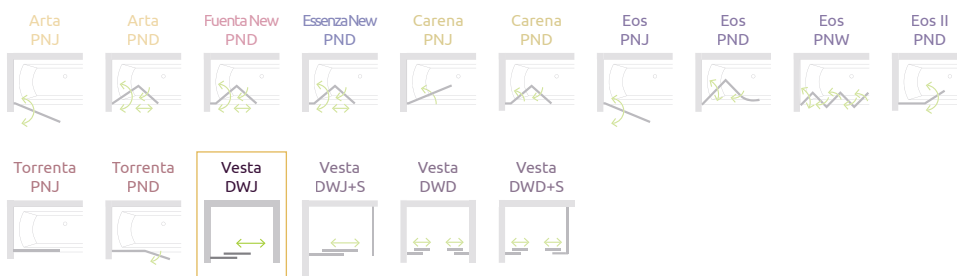 Arta
PNJ
Arta
PND
Fuenta New
PND
Essenza New
PND
Carena
PNJ
Carena
PND
Eos
PNJ
Eos
PND
Eos
PNW
Eos II
PND
Torrenta
PNJ
Torrenta
PND
Vesta
DWJ
Vesta
DWJ+S
Vesta
DWD
Vesta
DWD+S